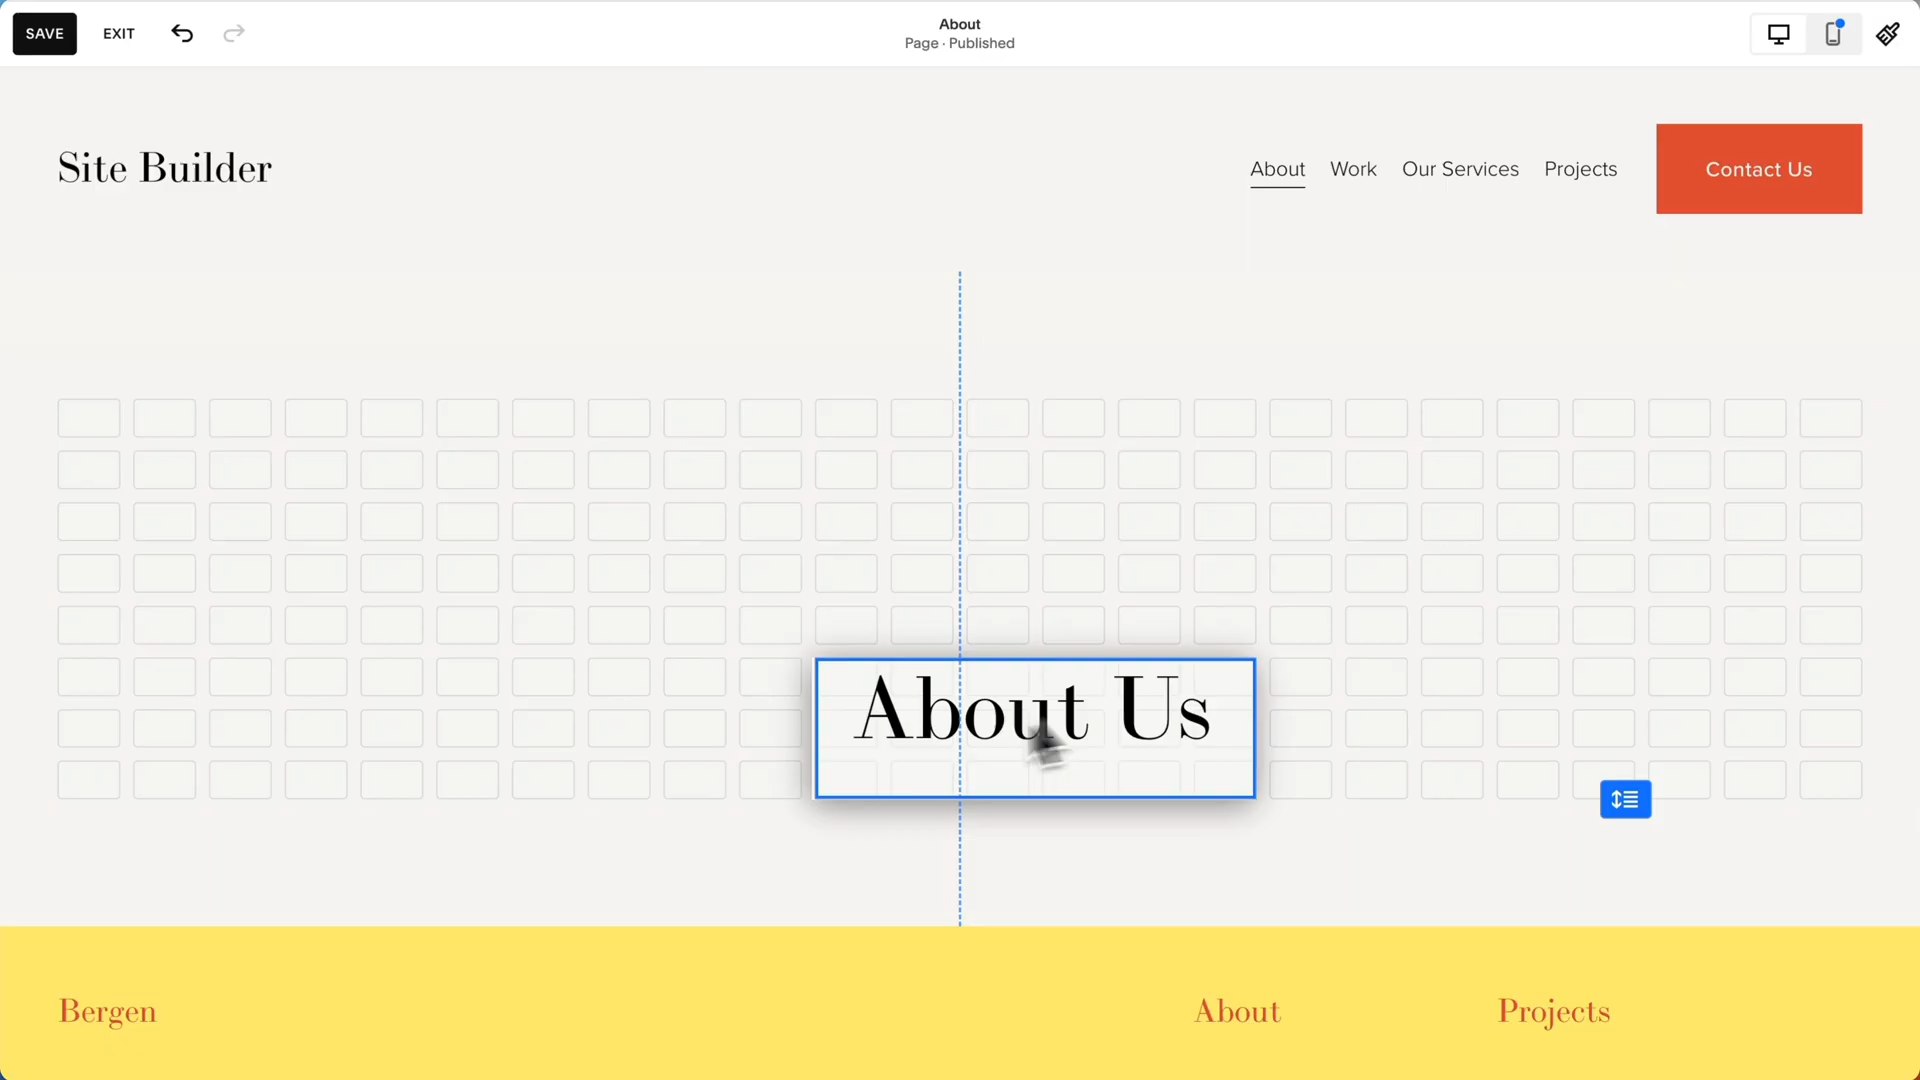 SAVE
EXIT
About
Page · Published
Site Builder
About
Work
Our Services
Projects
Contact Us
About Us
Bergen
About
Projects